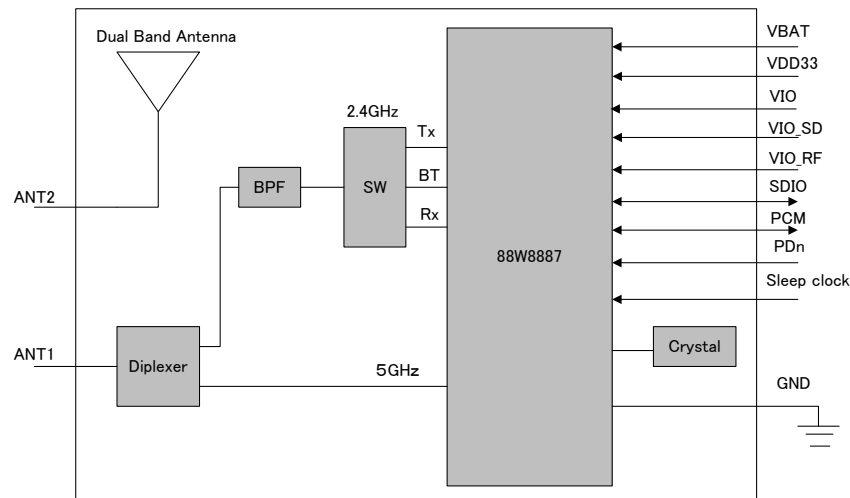 Dual Band Antenna
VBAT
VDD33
VIO
VIO_SD
VIO_RF
SDIO
PCM
PDn
Sleep clock
2.4GHz
Tx
BT
Rx
BPF
SW
88W8887
ANT2
ANT1
Diplexer
5GHz
Crystal
GND